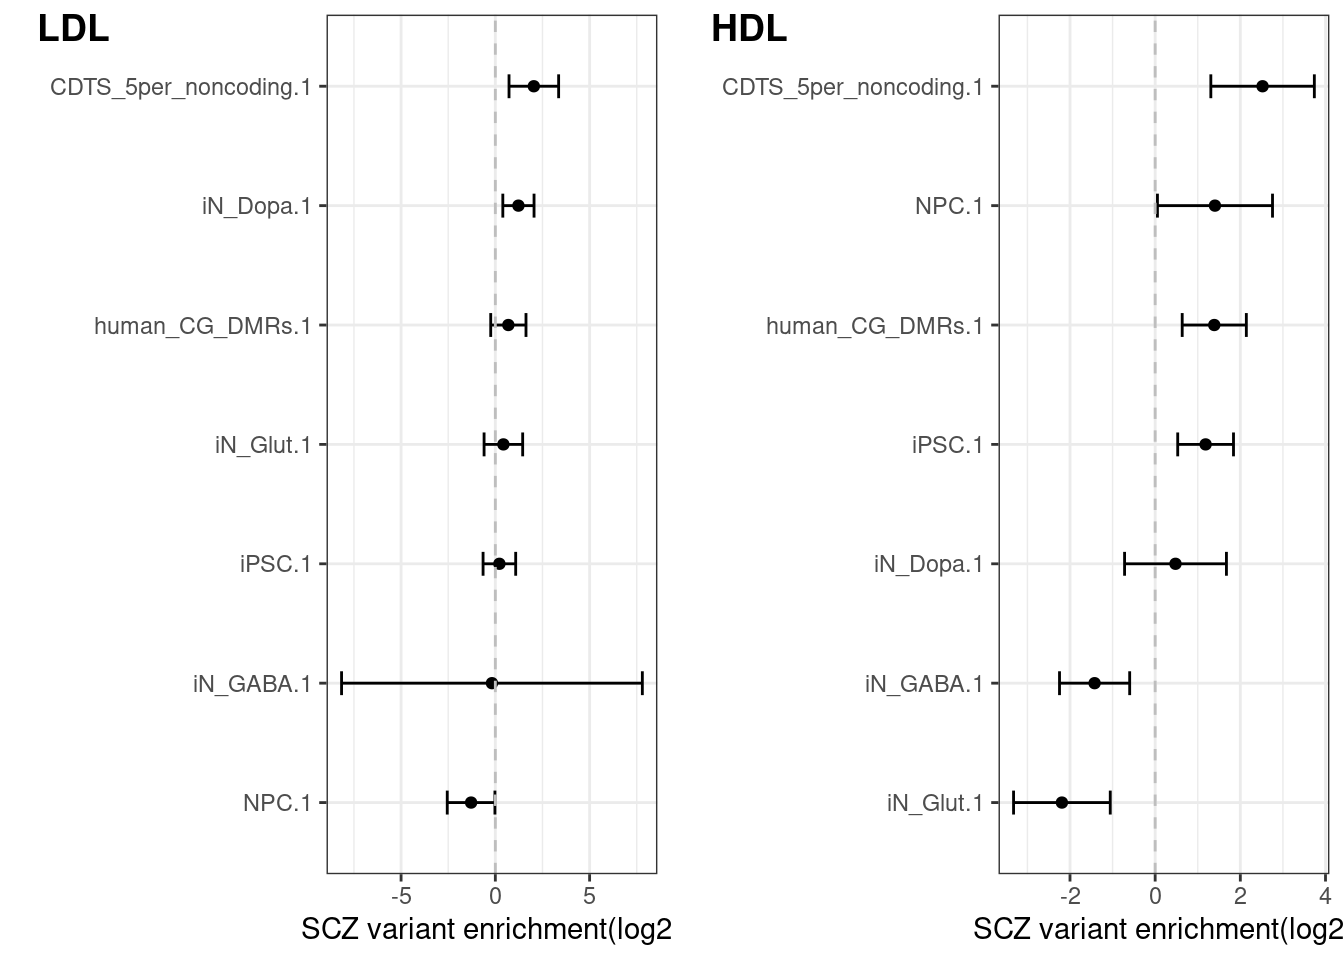 LDL
CDTS_5per_noncoding.1
iN_Dopa.1
human_CG_DMRs.1
iN_Glut.1
iPSC.1
iN_GABA.1
NPC.1
-5 0 5
SCZ variant enrichment(log2
HDL
CDTS_5per_noncoding.1
NPC.1
human_CG_DMRs.1
iPSC.1
iN_Dopa.1
iN_GABA.1
iN_Glut.1
-2 0 2 4
SCZ variant enrichment(log2